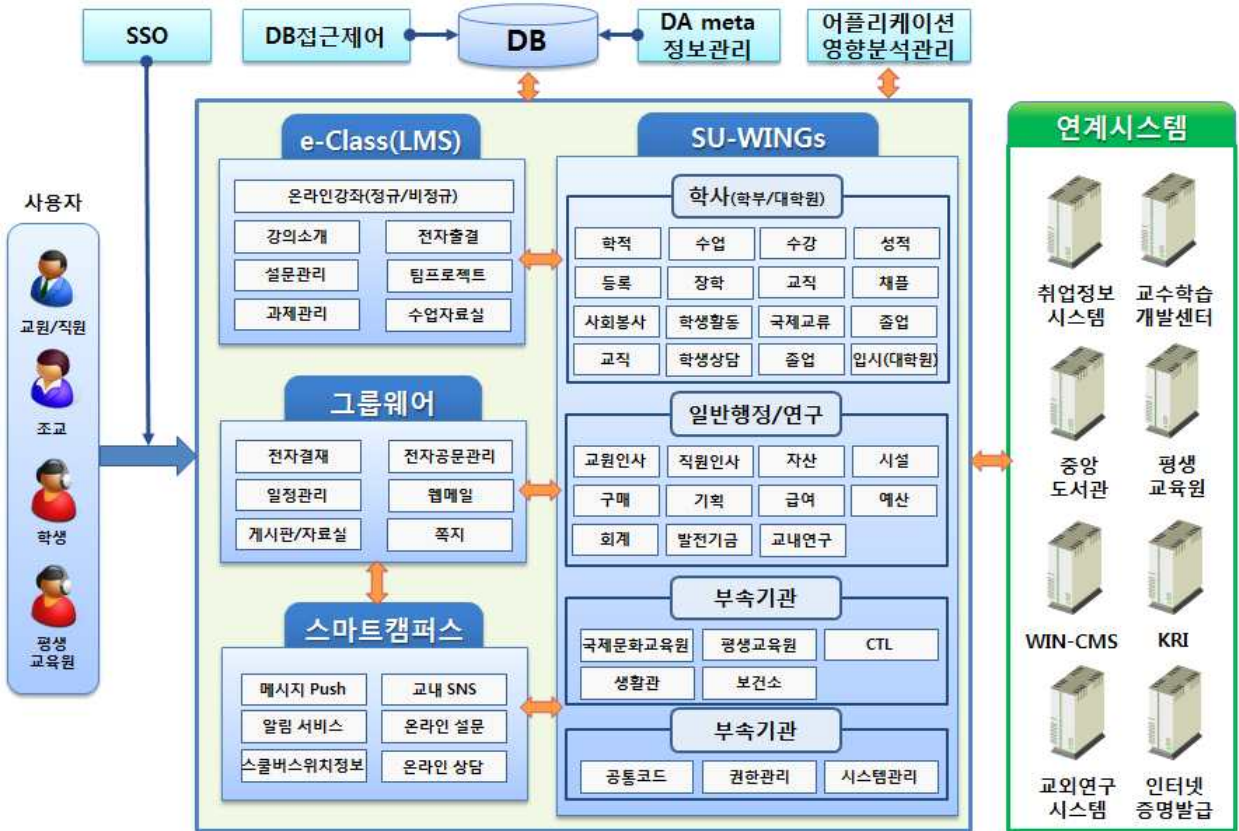 SSO
DB접근제어
DB
DA meta
정보관리
어플리케이션
영향분석관리
사용자
교원/직원
조교
학생
평생
교육원
e-Class(LMS)
온라인강좌(정규/비정규)
강의소개
전자출결
설문관리
팀프로젝트
과제관리
수업자료실
그룹웨어
전자결재
전자공문관리
일정관리
웹메일
게시판/자료실
쪽지
스마트캠퍼스
메시지 Push
교내 SNS
알림 서비스
온라인 설문
스쿨버스위치정보
온라인 상담
SU-WINGs
학사(학부/대학원)
학적
수업
수강
성적
등록
장학
교직
채플
사회봉사
학생활동
국제교류
졸업
교직
학생상담
졸업
입시(대학원)
일반행정/연구
교원인사
직원인사
자산
시설
구매
기획
급여
예산
회계
발전기금
교내연구
부속기관
국제문화교육원
평생교육원
CTL
생활관
보건소
부속기관
공통코드
권한관리
시스템관리
연계시스템
취업정보
시스템
교수학습
개발센터
중앙
도서관
평생
교육원
WIN-CMS
KRI
교외연구
시스템
인터넷
증명발급